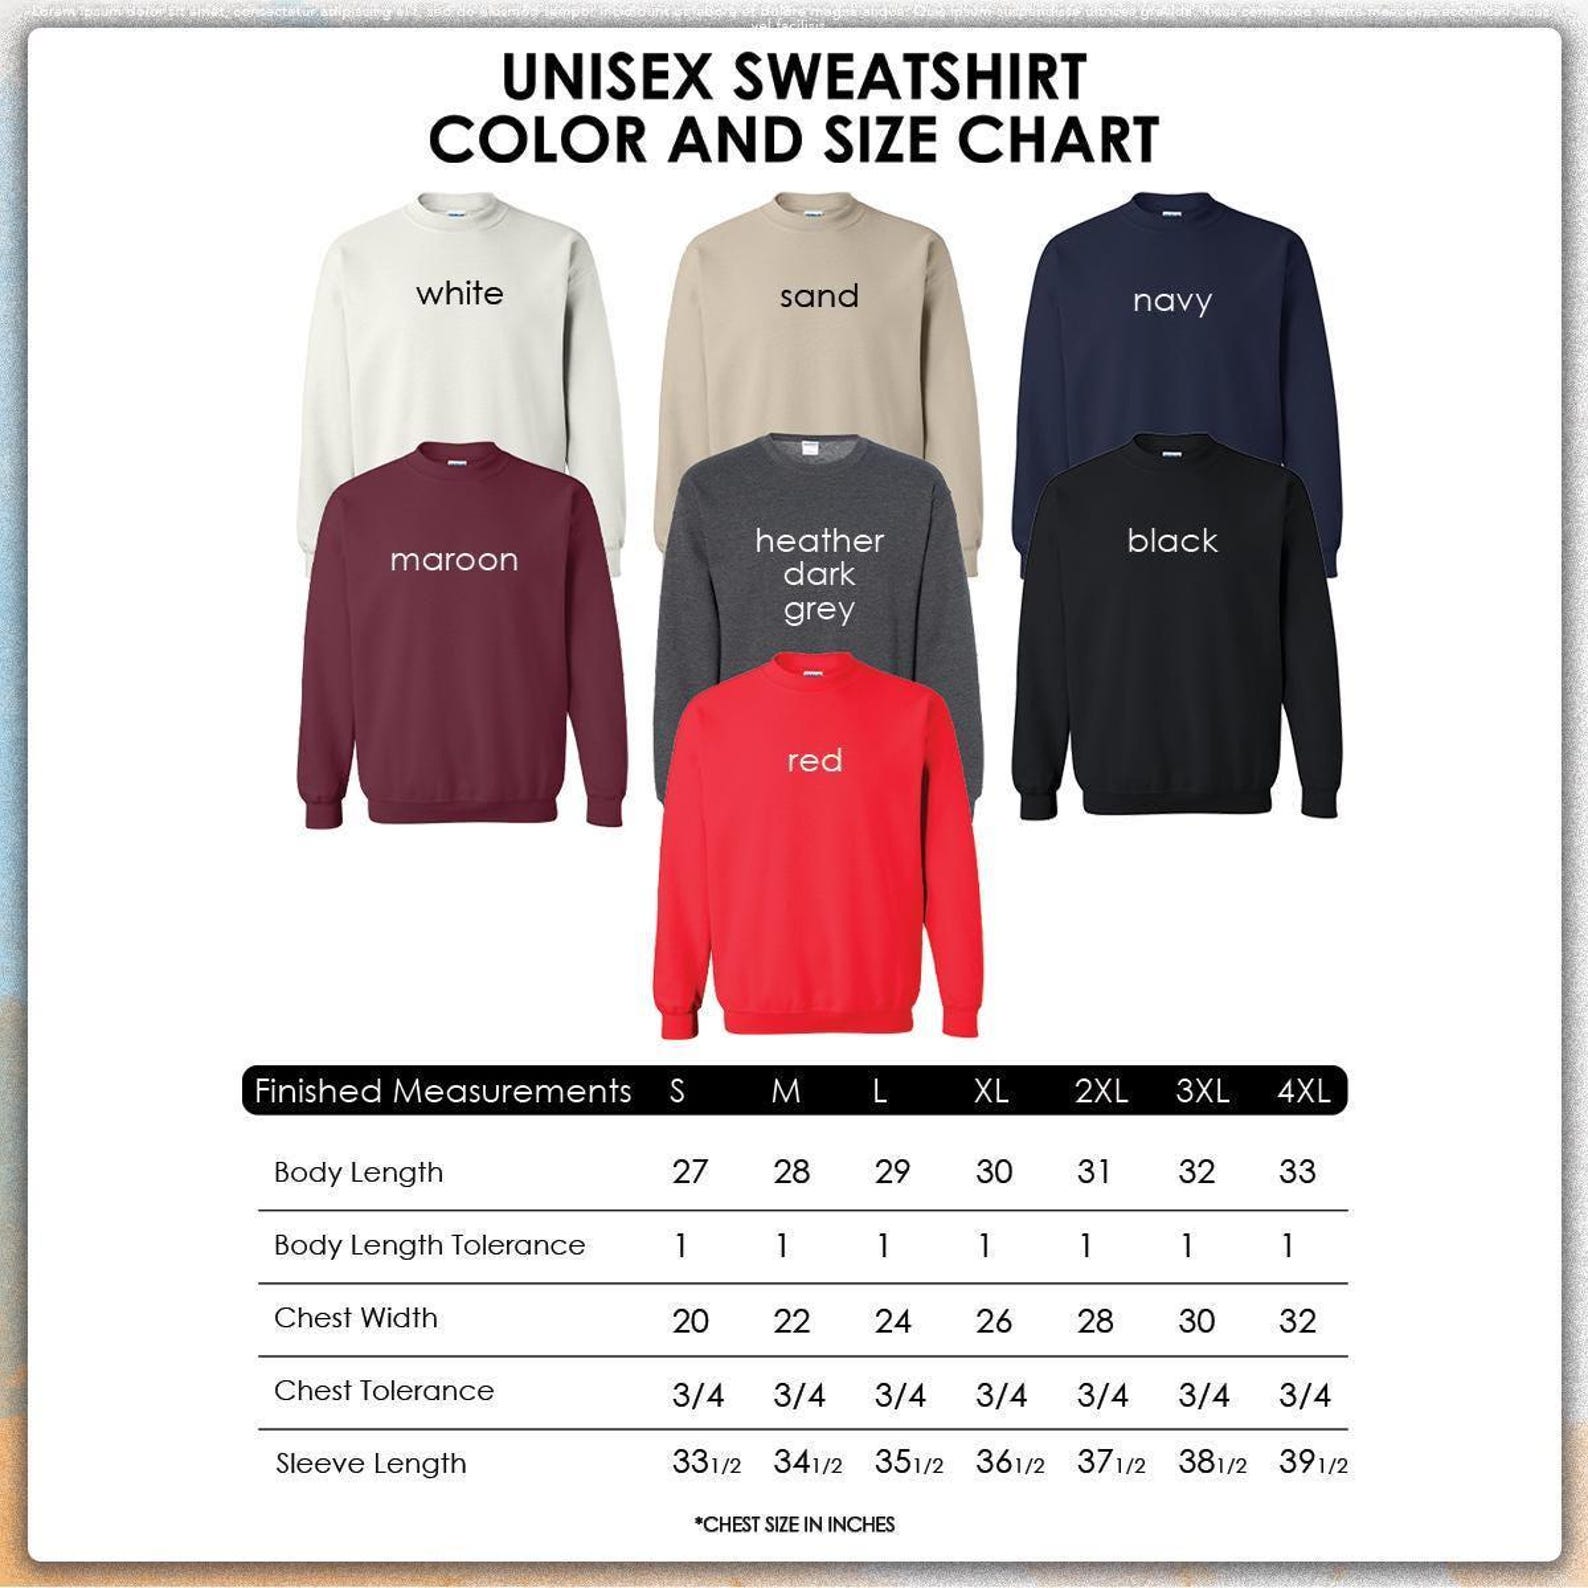 vel facilisis
UNISEX SWEATSHIRT
COLOR AND SIZE CHART
white
sand
navy
maroon
heather
dark
grey
black
red
Finished Measurements S M L XL 2XL 3XL 4XL
Body Length 27 28 29 30 31 32 33
Body Length Tolerance 1 1 1 1 1 1 1
Chest Width 20 22 24 26 28 30 32
Chest Tolerance 3/4 3/4 3/4 3/4 3/4 3/4 3/4
Sleeve Length 33 1/2 34 1/2 35 1/2 36 1/2 37 1/2 38 1/2 39 1/2
*CHEST SIZE IN INCHES